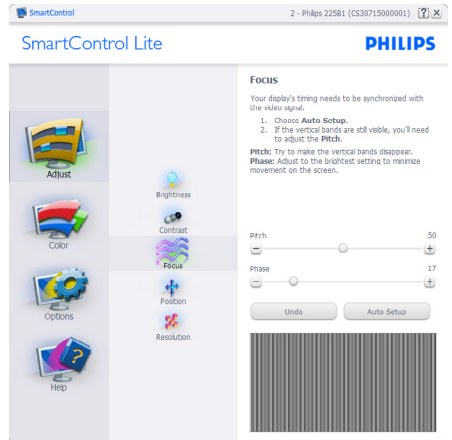 SmartControl
2 - Philips 225B1 (CS30715000001)
?
SmartControl Lite
PHILIPS
Adjust
Color
Options
Help
Brightness
Contrast
Focus
Position
Resolution
Focus
Your display's timing needs to be synchronized with
the video signal.
1. Choose Auto Setup.
2. If the vertical bands are still visible, you'll need
to adjust the Pitch.
Pitch: Try to make the vertical bands disappear.
Phase: Adjust to the brightest setting to minimize
movement on the screen.
Pitch 50
Phase 17
Undo
Auto Setup